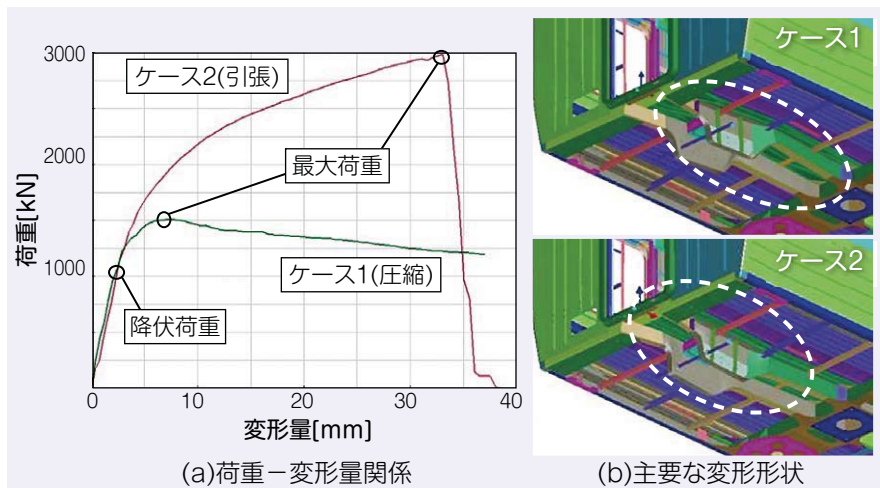 3000
2000
1000
0
10
20
30
40
荷重[kN]
変形量[mm]
ケース2(引張)
最大荷重
ケース1(圧縮)
降伏荷重
(a)荷重－変形量関係
ケース1
ケース2
(b)主要な変形形状